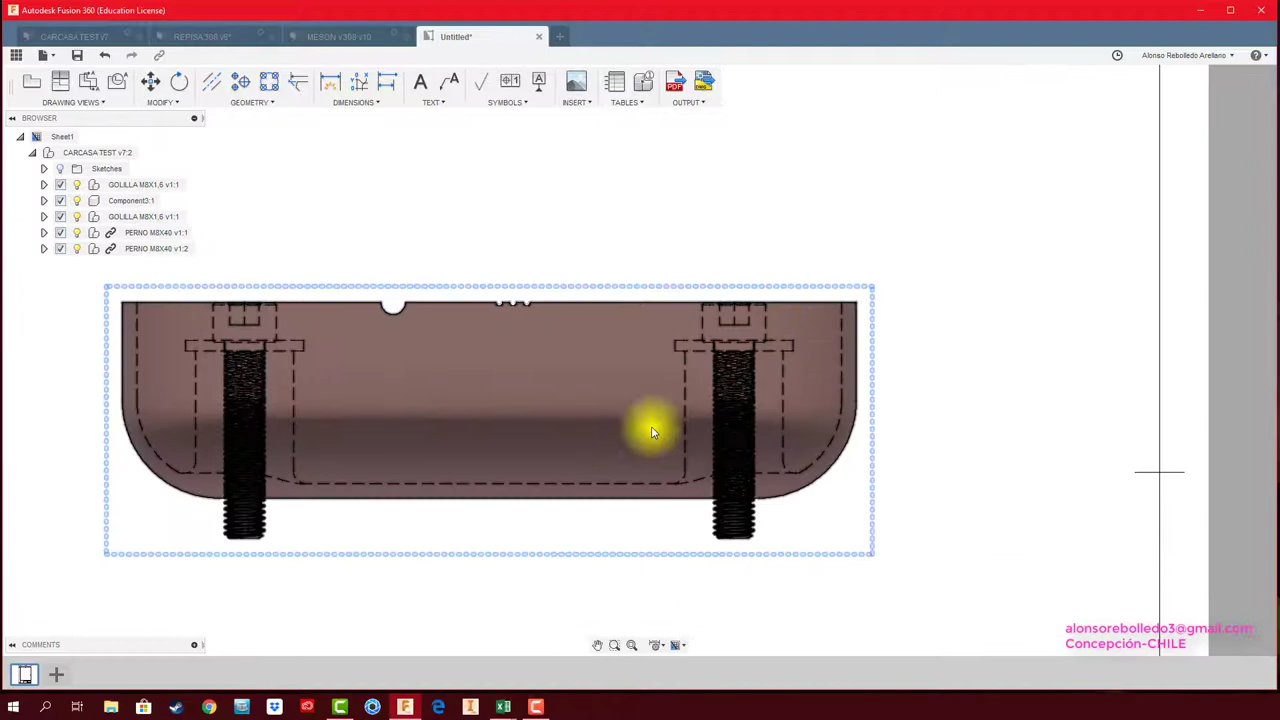 Autodesk Fusion 360 (Education License)
CARCASA TEST v7
REPISA 308 v6*
MESON v308 v10
Untitled*
Alonso Rebolledo Arellano
DRAWING VIEWS
MODIFY
GEOMETRY
DIMENSIONS
TEXT
SYMBOLS
INSERT
TABLES
OUTPUT
BROWSER
Sheet1
CARCASA TEST v7:2
Sketches
GOLILLA M8X1,6 v1:1
Component3:1
GOLILLA M8X1,6 v1:1
PERNO M8X40 v1:1
PERNO M8X40 v1:2
alonsorebolledo3@gmail.com
Concepción-CHILE
COMMENTS